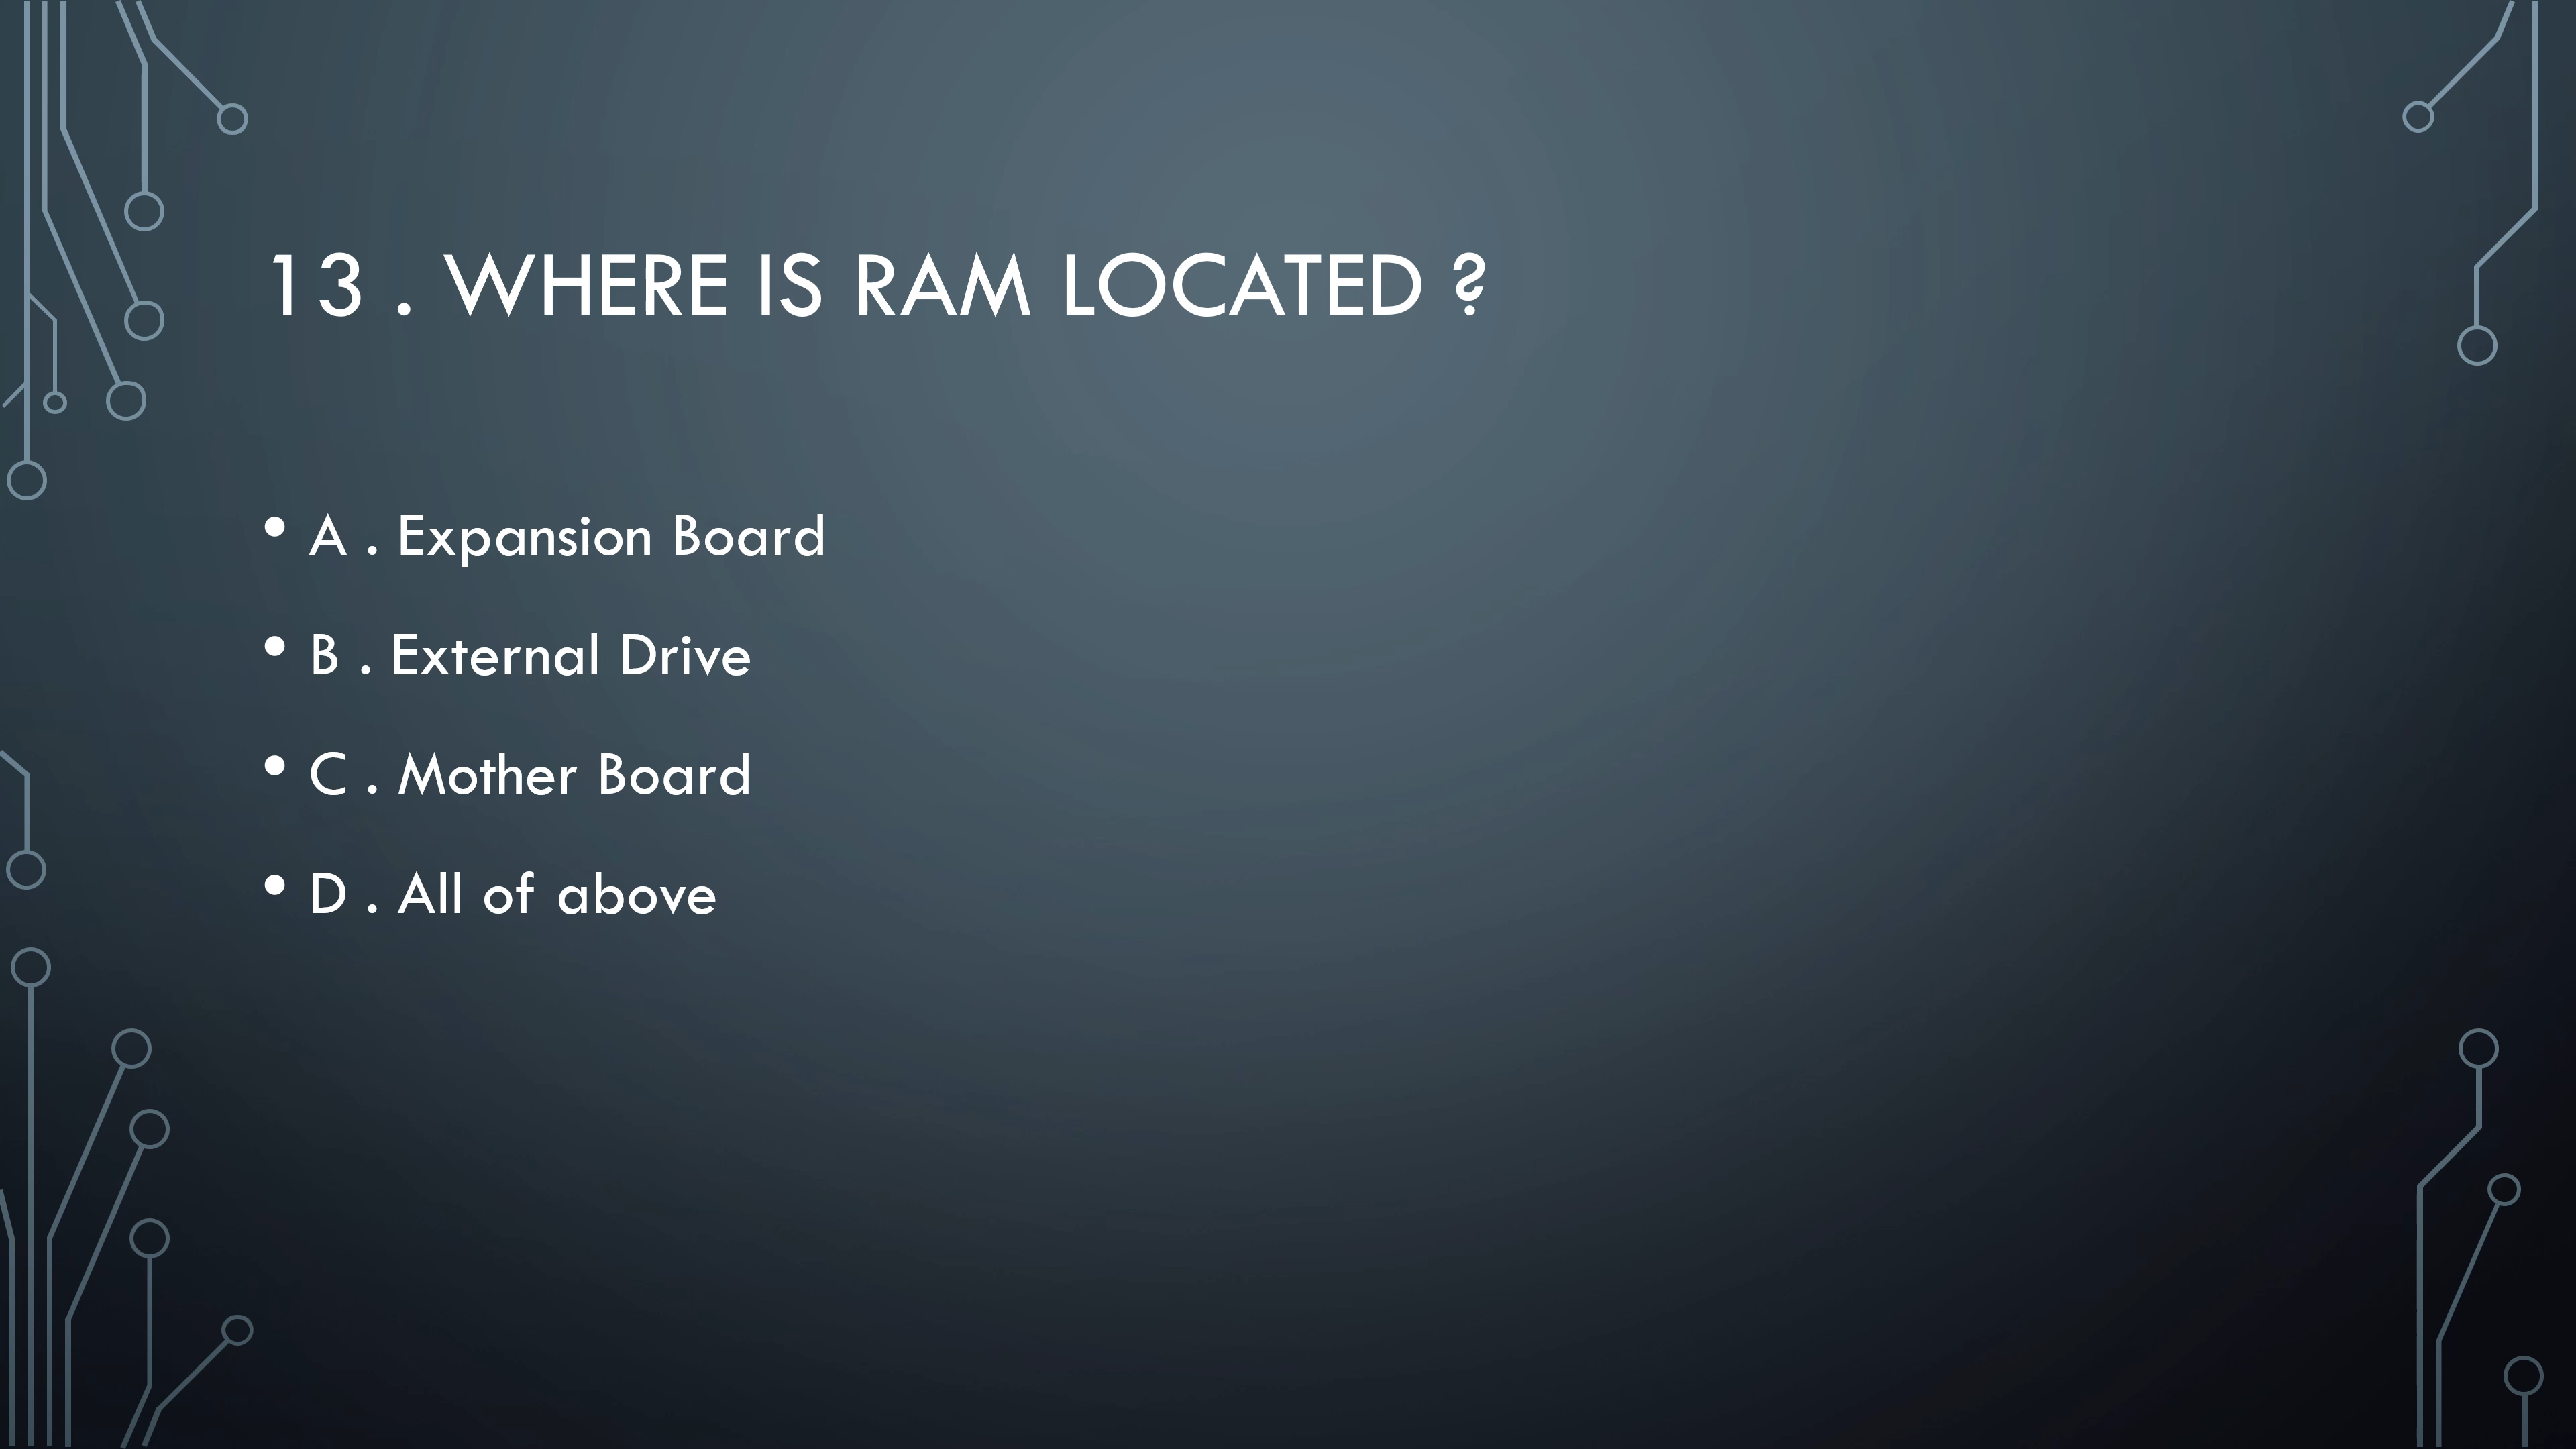 13 . WHERE IS RAM LOCATED ?
• A . Expansion Board
• B . External Drive
• C . Mother Board
• D . All of above